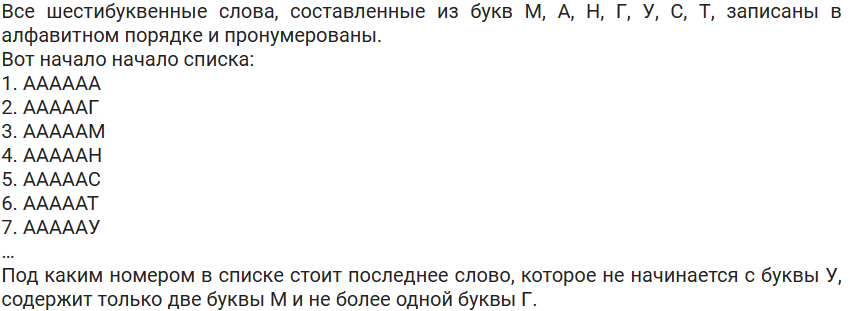 Все шестибуквенные слова, составленные из букв М, А, Н, Г, У, С, Т, записаны в
алфавитном порядке и пронумерованы.
Вот начало начало списка:
1. АААААА
2. АААААГ
3. АААААМ
4. АААААН
5. АААААС
6. АААААТ
7. АААААУ
…
Под каким номером в списке стоит последнее слово, которое не начинается с буквы У,
содержит только две буквы М и не более одной буквы Г.